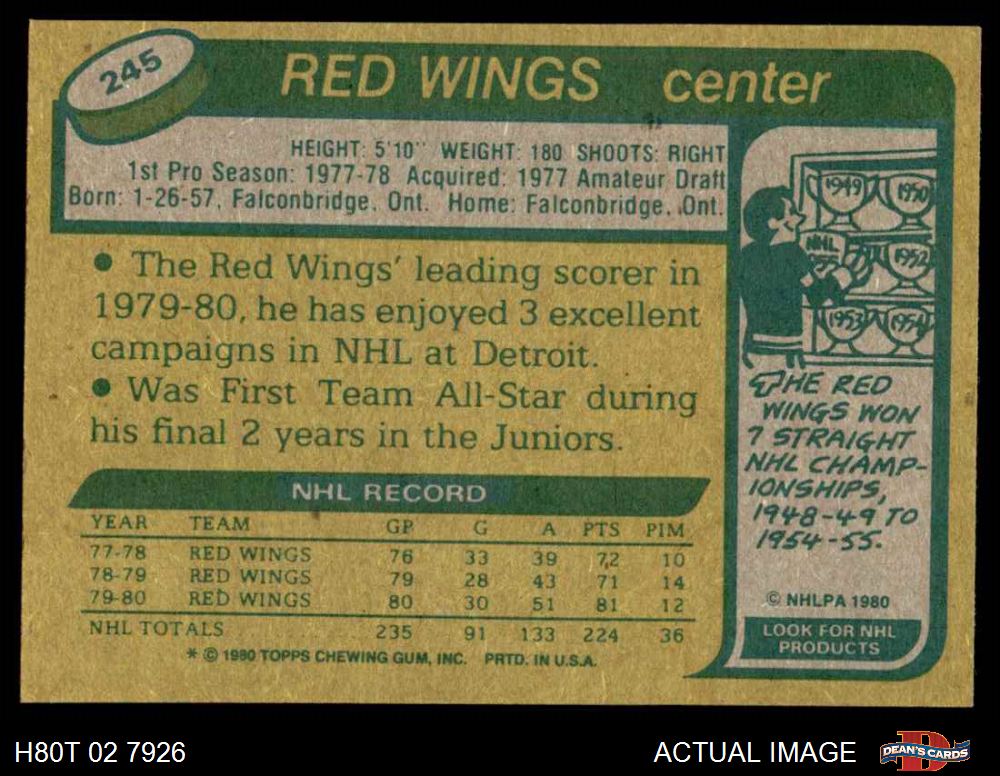 245
RED WINGS center
HEIGHT: 5'10" WEIGHT: 180 SHOOTS: RIGHT
1st Pro Season: 1977-78 Acquired: 1977 Amateur Draft
Born: 1-26-57, Falconbridge, Ont. Home: Falconbridge, Ont.
● The Red Wings' leading scorer in
1979-80, he has enjoyed 3 excellent
campaigns in NHL at Detroit.
● Was First Team All-Star during
his final 2 years in the Juniors.
NHL RECORD
YEAR TEAM GP G A PTS PIM
77-78 RED WINGS 76 33 39 72 10
78-79 RED WINGS 79 28 43 71 14
79-80 RED WINGS 80 30 51 81 12
NHL TOTALS 235 91 133 224 36
* © 1980 TOPPS CHEWING GUM, INC. PRTD. IN U.S.A.
1949 1950
NHL 1952
1953 1954
THE RED
WINGS WON
7 STRAIGHT
NHL CHAMP-
IONSHIPS,
1948-49 TO
1954-55.
© NHLPA 1980
LOOK FOR NHL
PRODUCTS
H80T 02 7926
ACTUAL IMAGE
D
DEAN'S CARDS